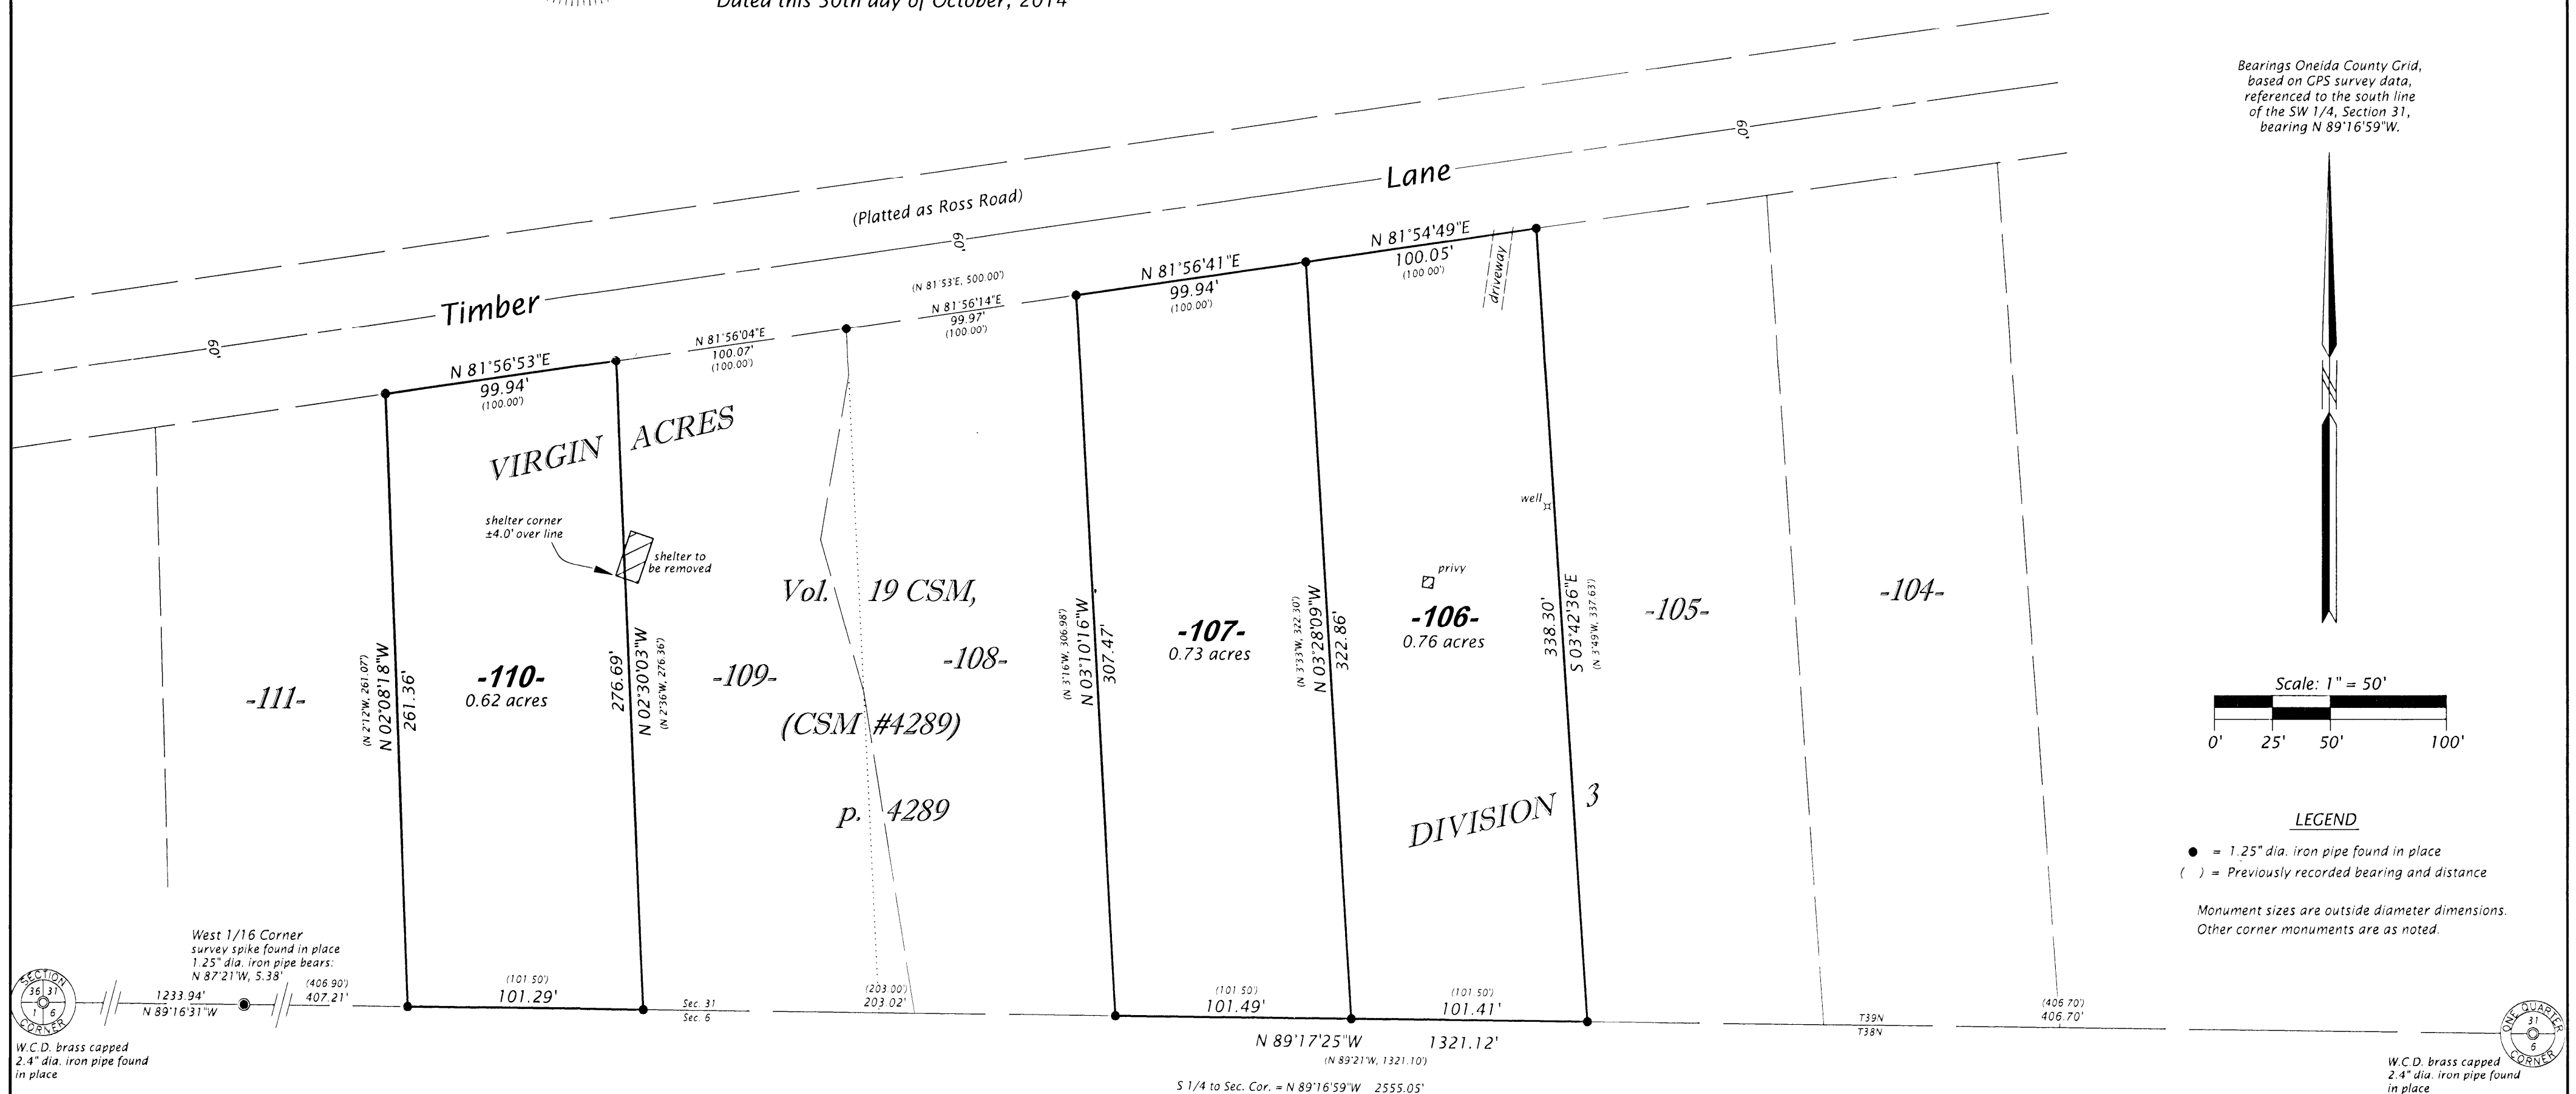 Dated this 30th day of October, 2014
Bearings Oneida County Grid,
based on GPS survey data,
referenced to the south line
of the SW 1/4, Section 31,
bearing N 89°16'59"W.
60'
Lane
(Platted as Ross Road)
60'
Timber
60'
N 81°54'49"E
100.05'
(100.00')
driveway
N 81°56'41"E
99.94'
(100.00')
(N 81°53'E, 500.00')
N 81°56'14"E
99.97'
(100.00')
N 81°56'04"E
100.07'
(100.00')
N 81°56'53"E
99.94'
(100.00')
VIRGIN ACRES
shelter corner
±4.0' over line
shelter to
be removed
well
privy
Vol. 19 CSM,
(CSM #4289)
p. 4289
-111-
(N 2°12'W, 261.07')
N 02°08'18"W
261.36'
-110-
0.62 acres
276.69'
N 02°30'03"W
(N 2°36'W, 276.36')
-109-
-108-
(N 3°16'W, 306.98')
N 03°10'16"W
307.47'
-107-
0.73 acres
(N 3°33'W, 322.30')
N 03°28'09"W
322.86'
-106-
0.76 acres
338.30'
S 03°42'36"E
(N 3°49'W, 337.63')
-105-
-104-
DIVISION 3
Scale: 1" = 50'
0' 25' 50' 100'
LEGEND
= 1.25" dia. iron pipe found in place
( ) = Previously recorded bearing and distance
Monument sizes are outside diameter dimensions.
Other corner monuments are as noted.
West 1/16 Corner
survey spike found in place
1.25" dia. iron pipe bears:
N 87°21'W, 5.38'
SECTION
36 31
1 6
CORNER
W.C.D. brass capped
2.4" dia. iron pipe found
in place
1233.94'
N 89°16'31"W
(406.90')
407.21'
(101.50')
101.29'
Sec. 31
Sec. 6
(203.00')
203.02'
(101.50')
101.49'
(101.50')
101.41'
T39N
T38N
(406.70')
406.70'
N 89°17'25"W 1321.12'
(N 89°21'W, 1321.10')
S 1/4 to Sec. Cor. = N 89°16'59"W 2555.05'
ONE QUARTER
31
6
CORNER
W.C.D. brass capped
2.4" dia. iron pipe found
in place